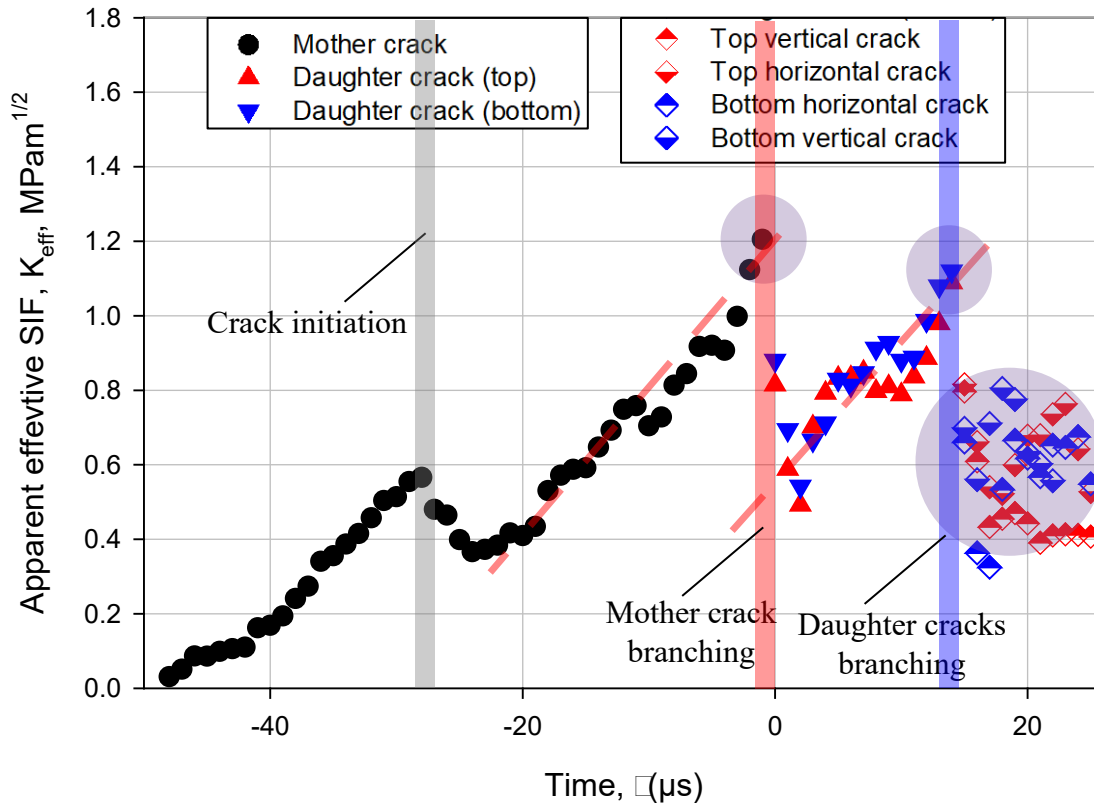 1.8
1.6
1.4
1.2
1.0
0.8
0.6
0.4
0.2
0.0
Apparent effevtive SIF, Keff, MPam1/2
Mother crack
Daughter crack (top)
Daughter crack (bottom)
Top vertical crack
Top horizontal crack
Bottom horizontal crack
Bottom vertical crack
Crack initiation
Mother crack
branching
Daughter cracks
branching
-40
-20
0
20
Time, □(µs)